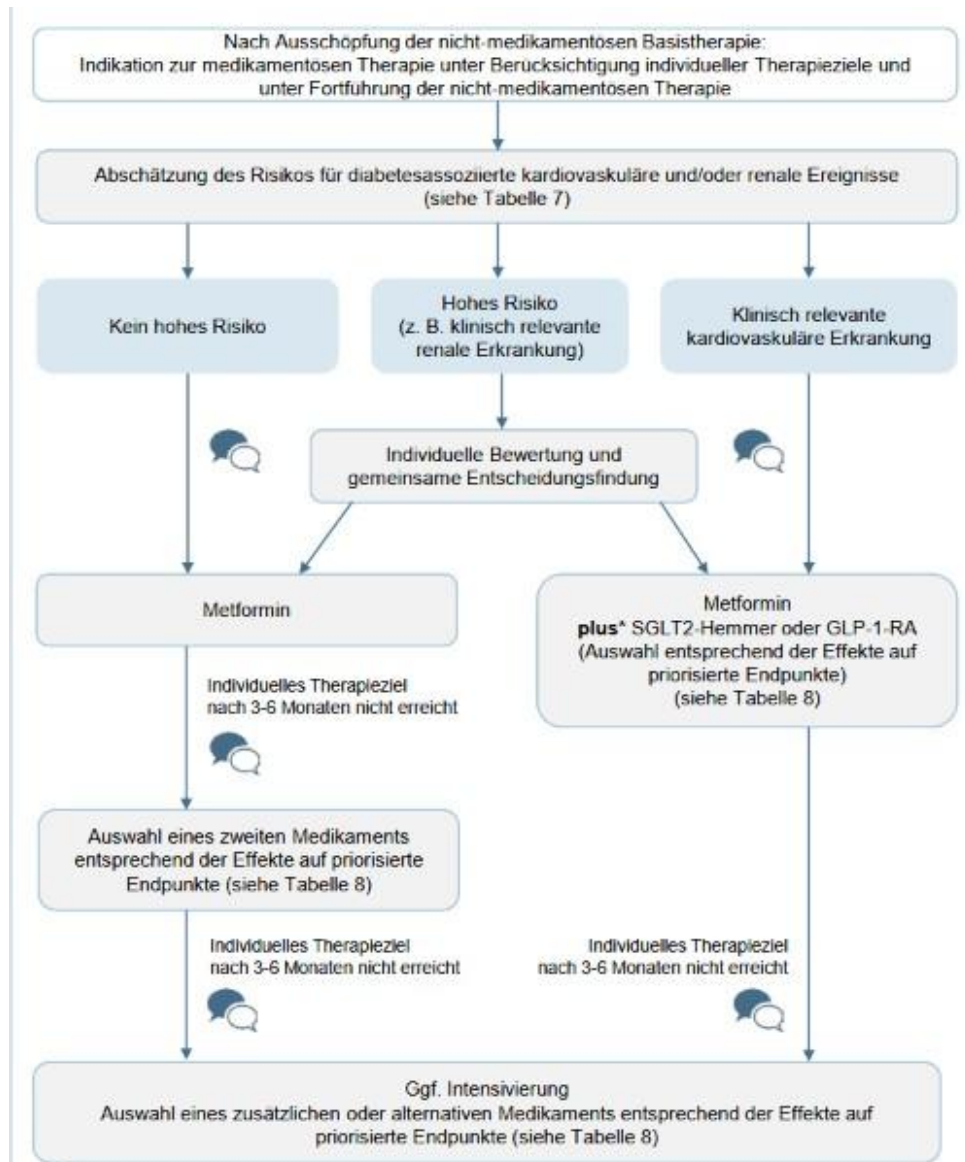 Nach Ausschöpfung der nicht-medikamentösen Basistherapie:
Indikation zur medikamentösen Therapie unter Berücksichtigung individueller Therapieziele und
unter Fortführung der nicht-medikamentösen Therapie
Abschätzung des Risikos für diabetesassoziierte kardiovaskuläre und/oder renale Ereignisse
(siehe Tabelle 7)
Kein hohes Risiko
Hohes Risiko
(z. B. klinisch relevante
renale Erkrankung)
Klinisch relevante
kardiovaskuläre Erkrankung
Individuelle Bewertung und
gemeinsame Entscheidungsfindung
Metformin
Metformin
plus* SGLT2-Hemmer oder GLP-1-RA
(Auswahl entsprechend der Effekte auf
priorisierte Endpunkte)
(siehe Tabelle 8)
Individuelles Therapieziel
nach 3-6 Monaten nicht erreicht
Auswahl eines zweiten Medikaments
entsprechend der Effekte auf priorisierte
Endpunkte (siehe Tabelle 8)
Individuelles Therapieziel
nach 3-6 Monaten nicht erreicht
Individuelles Therapieziel
nach 3-6 Monaten nicht erreicht
Ggf. Intensivierung
Auswahl eines zusätzlichen oder alternativen Medikaments entsprechend der Effekte auf
priorisierte Endpunkte (siehe Tabelle 8)